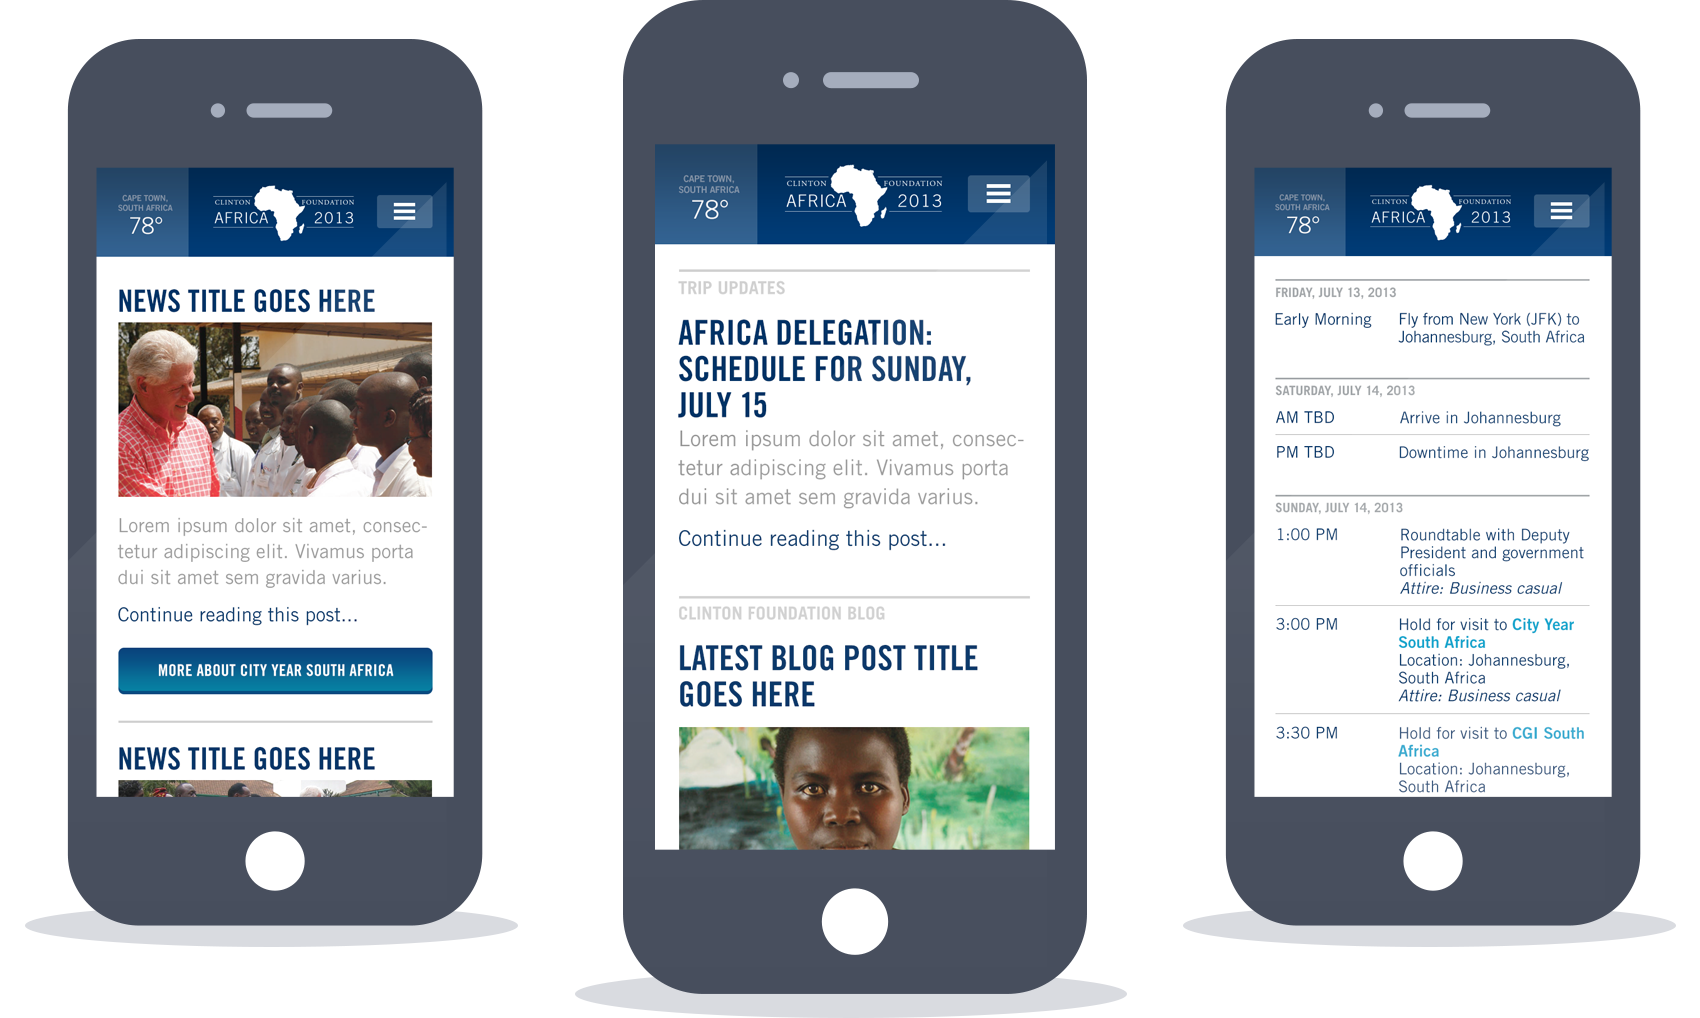 CAPE TOWN,
SOUTH AFRICA
78°
CLINTON FOUNDATION
AFRICA 2013
NEWS TITLE GOES HERE
Lorem ipsum dolor sit amet, consec-
tetur adipiscing elit. Vivamus porta
dui sit amet sem gravida varius.
Continue reading this post...
MORE ABOUT CITY YEAR SOUTH AFRICA
NEWS TITLE GOES HERE
CAPE TOWN,
SOUTH AFRICA
78°
CLINTON FOUNDATION
AFRICA 2013
TRIP UPDATES
AFRICA DELEGATION:
SCHEDULE FOR SUNDAY,
JULY 15
Lorem ipsum dolor sit amet, consec-
tetur adipiscing elit. Vivamus porta
dui sit amet sem gravida varius.
Continue reading this post...
CLINTON FOUNDATION BLOG
LATEST BLOG POST TITLE
GOES HERE
CAPE TOWN,
SOUTH AFRICA
78°
CLINTON FOUNDATION
AFRICA 2013
FRIDAY, JULY 13, 2013
Early Morning Fly from New York (JFK) to
Johannesburg, South Africa
SATURDAY, JULY 14, 2013
AM TBD Arrive in Johannesburg
PM TBD Downtime in Johannesburg
SUNDAY, JULY 14, 2013
1:00 PM Roundtable with Deputy
President and government
officials
Attire: Business casual
3:00 PM Hold for visit to City Year
South Africa
Location: Johannesburg,
South Africa
Attire: Business casual
3:30 PM Hold for visit to CGI South
Africa
Location: Johannesburg,
South Africa